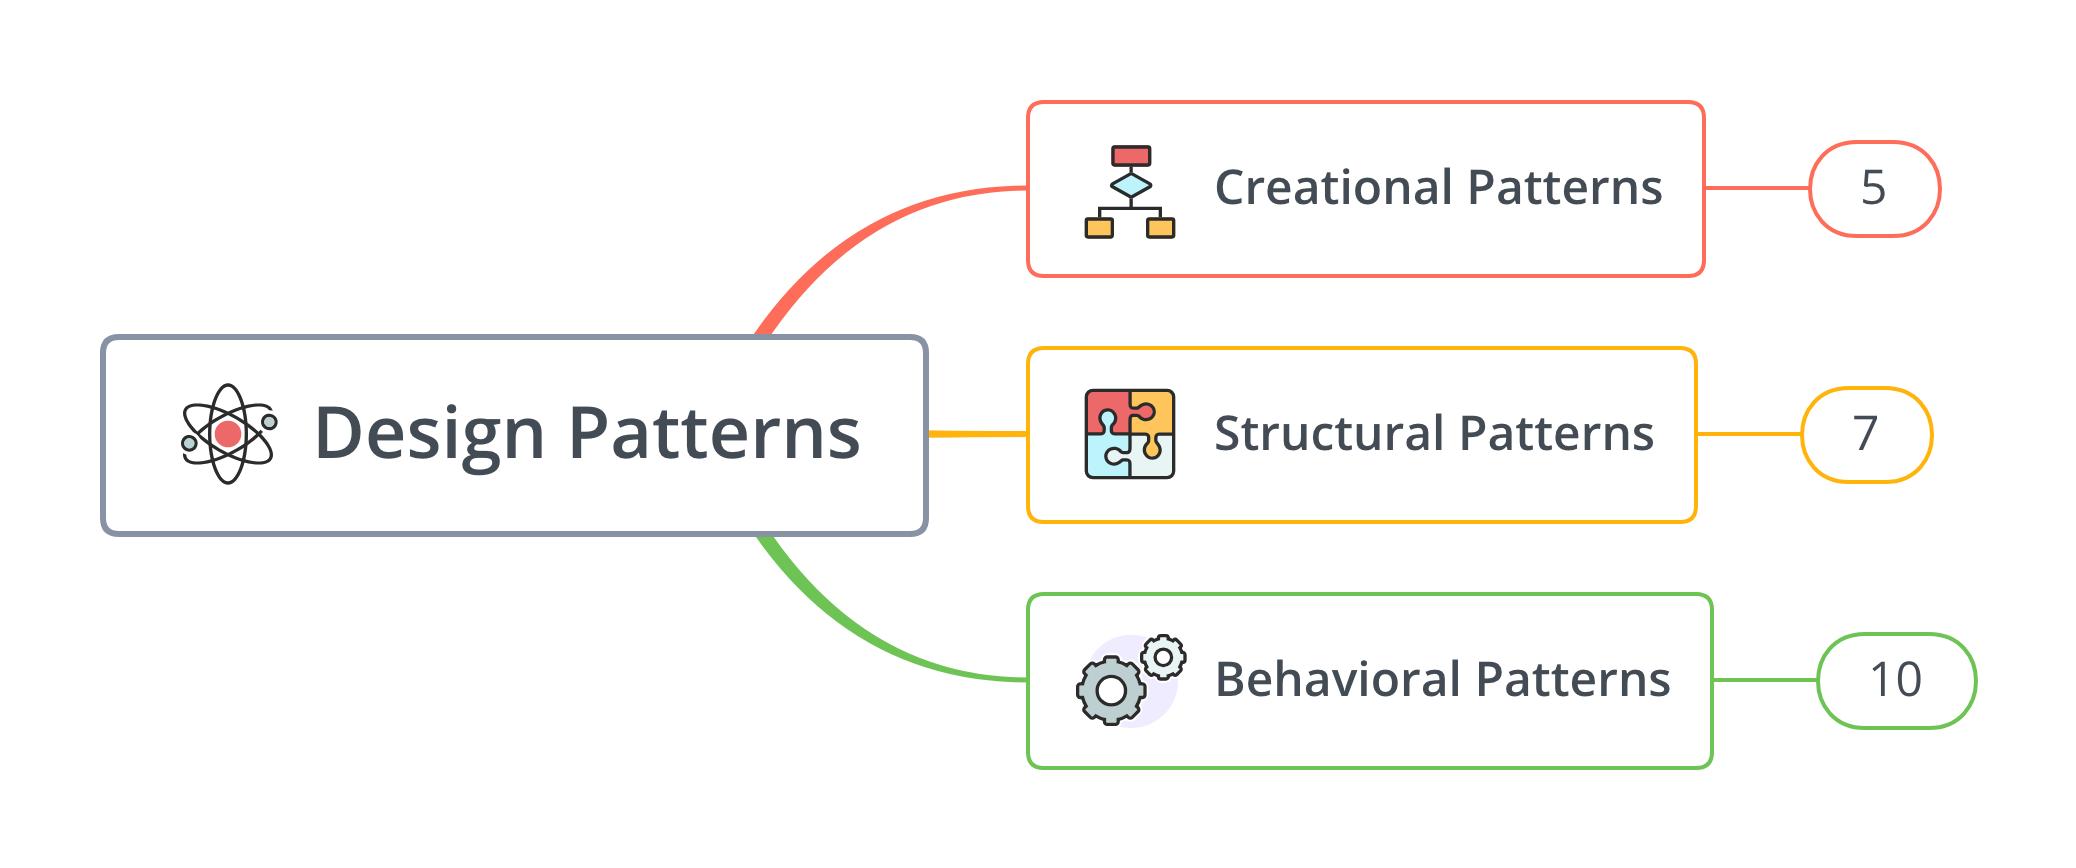 Design Patterns
Creational Patterns
5
Structural Patterns
7
Behavioral Patterns
10